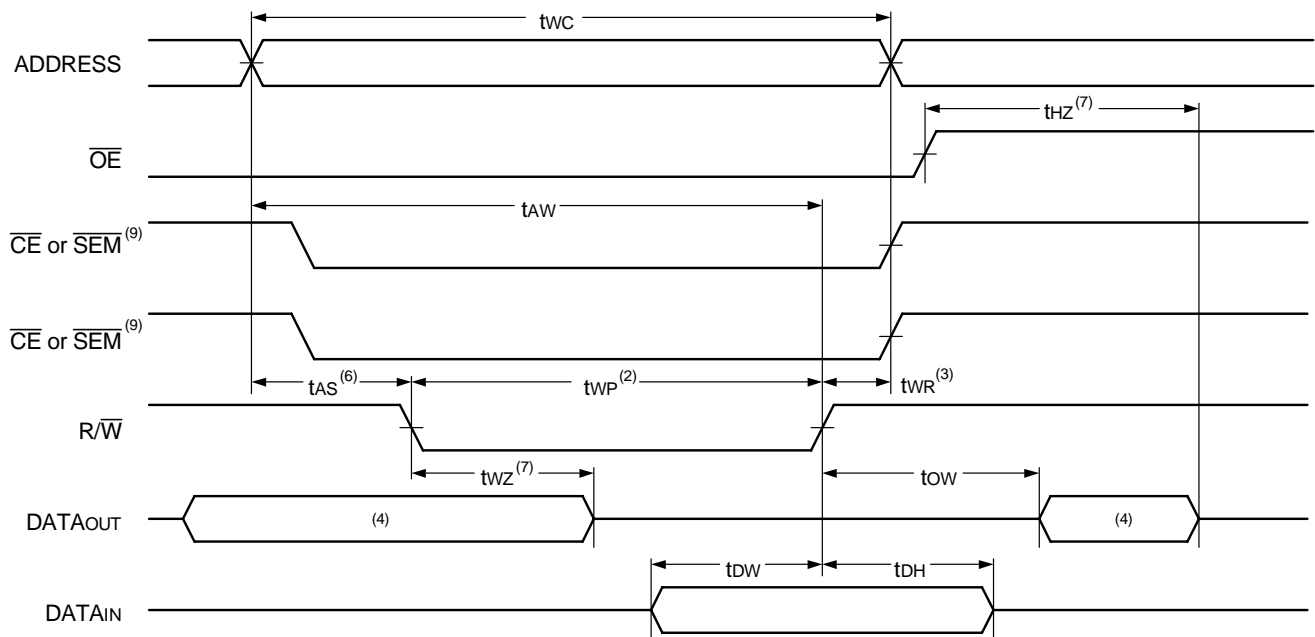 tWC
ADDRESS
tHZ(7)
OE
tAW
CE or SEM(9)
CE or SEM(9)
tAS(6) tWP(2) tWR(3)
R/W
tWZ(7) tOW
DATAOUT (4) (4)
tDW tDH
DATAIN